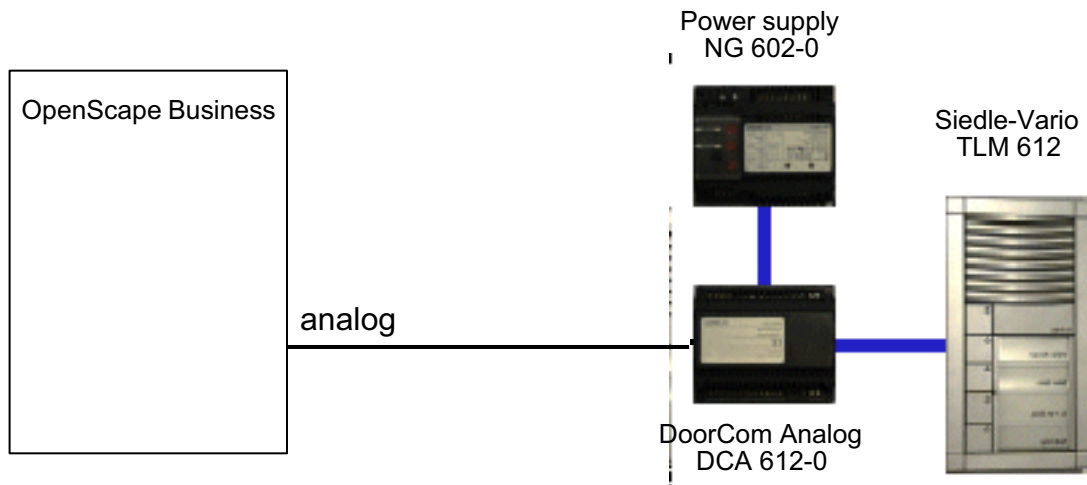 Power supply
NG 602-0
OpenScape Business
Siedle-Vario
TLM 612
analog
DoorCom Analog
DCA 612-0